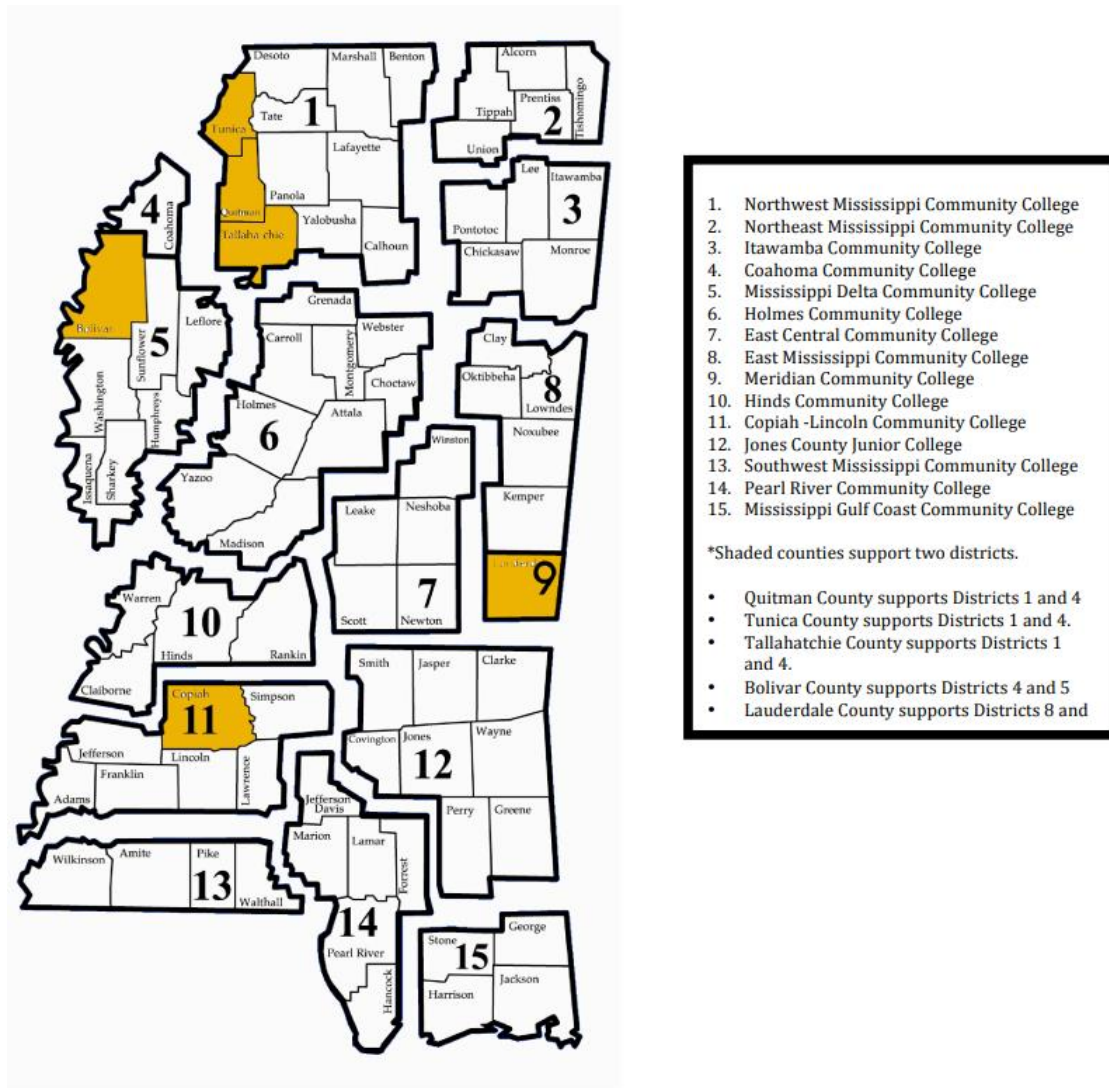 Desoto
Marshall
Benton
Tunica
Tate
1
Lafayette
Panola
Quitman
Tallahatchie
Yalobusha
Calhoun
Alcorn
Tippah
Prentiss
Tishomingo
2
Union
Lee
Itawamba
3
Pontotoc
Chickasaw
Monroe
4
Coahoma
Bolivar
Sunflower
5
Leflore
Washington
Humphreys
Issaquena
Sharkey
Grenada
Carroll
Montgomery
Webster
Choctaw
Holmes
6
Attala
Yazoo
Madison
Clay
Oktibbeha
8
Lowndes
Noxubee
Kemper
9
Winston
Leake
Neshoba
7
Scott
Newton
Warren
10
Hinds
Rankin
Claiborne
Copiah
11
Simpson
Jefferson
Lincoln
Franklin
Lawrence
Adams
Smith
Jasper
Clarke
Covington
Jones
12
Wayne
Perry
Greene
Jefferson
Davis
Marion
Lamar
Forrest
14
Pearl River
Hancock
Wilkinson
Amite
Pike
13
Walthall
Stone
15
George
Harrison
Jackson
1. Northwest Mississippi Community College
2. Northeast Mississippi Community College
3. Itawamba Community College
4. Coahoma Community College
5. Mississippi Delta Community College
6. Holmes Community College
7. East Central Community College
8. East Mississippi Community College
9. Meridian Community College
10. Hinds Community College
11. Copiah -Lincoln Community College
12. Jones County Junior College
13. Southwest Mississippi Community College
14. Pearl River Community College
15. Mississippi Gulf Coast Community College
*Shaded counties support two districts.
• Quitman County supports Districts 1 and 4
• Tunica County supports Districts 1 and 4.
• Tallahatchie County supports Districts 1
and 4.
• Bolivar County supports Districts 4 and 5
• Lauderdale County supports Districts 8 and